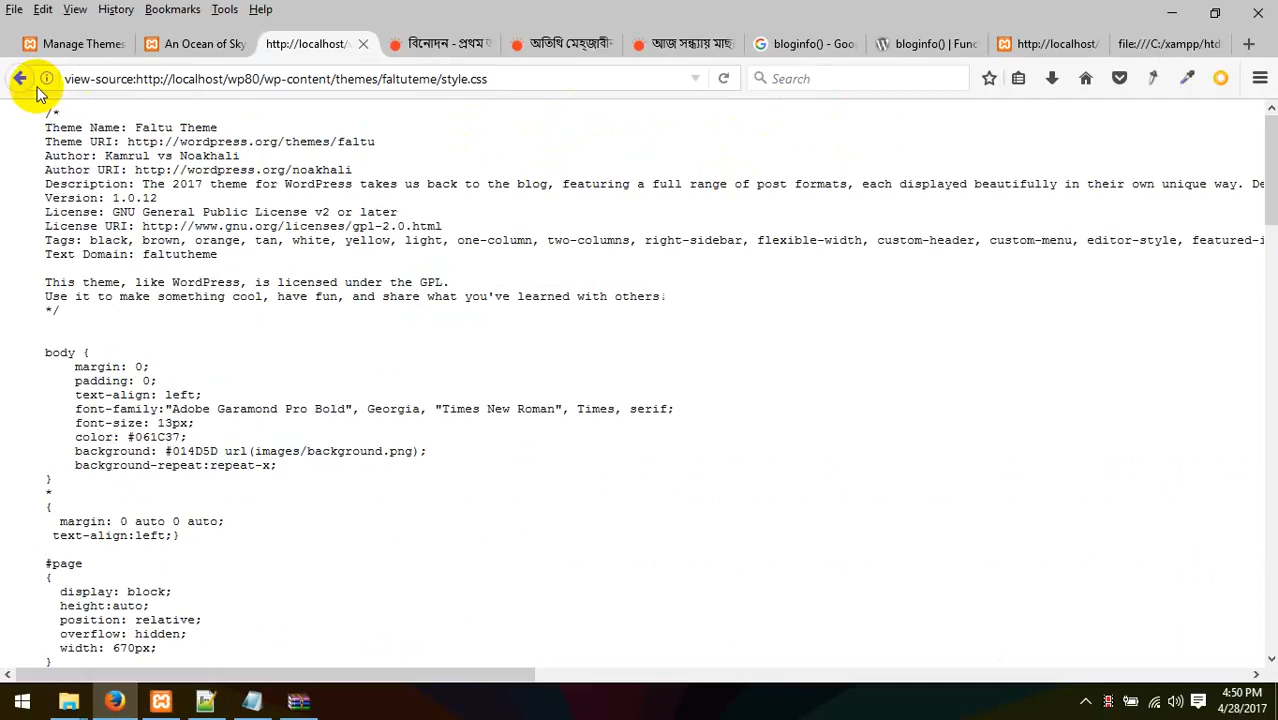 File Edit View History Bookmarks Tools Help
Manage Themes
An Ocean of Sky
http://localhost/
বিনোদন - প্রথম
অতিথি মেহ্জাবীন
আজ সন্ধ্যায় মাছ
bloginfo() - Goo
bloginfo() | Fun
http://localhost/
file:///C:/xampp/htd
view-source:http://localhost/wp80/wp-content/themes/faltuteme/style.css
Search
/*
Theme Name: Faltu Theme
Theme URI: http://wordpress.org/themes/faltu
Author: Kamrul vs Noakhali
Author URI: http://wordpress.org/noakhali
Description: The 2017 theme for WordPress takes us back to the blog, featuring a full range of post formats, each displayed beautifully in their own unique way. De
Version: 1.0.12
License: GNU General Public License v2 or later
License URI: http://www.gnu.org/licenses/gpl-2.0.html
Tags: black, brown, orange, tan, white, yellow, light, one-column, two-columns, right-sidebar, flexible-width, custom-header, custom-menu, editor-style, featured-i
Text Domain: faltutheme
This theme, like WordPress, is licensed under the GPL.
Use it to make something cool, have fun, and share what you've learned with others.
*/
body {
margin: 0;
padding: 0;
text-align: left;
font-family:"Adobe Garamond Pro Bold", Georgia, "Times New Roman", Times, serif;
font-size: 13px;
color: #061C37;
background: #014D5D url(images/background.png);
background-repeat:repeat-x;
}
*
{
margin: 0 auto 0 auto;
text-align:left;}
#page
{
display: block;
height:auto;
position: relative;
overflow: hidden;
width: 670px;
}
4:50 PM
4/28/2017